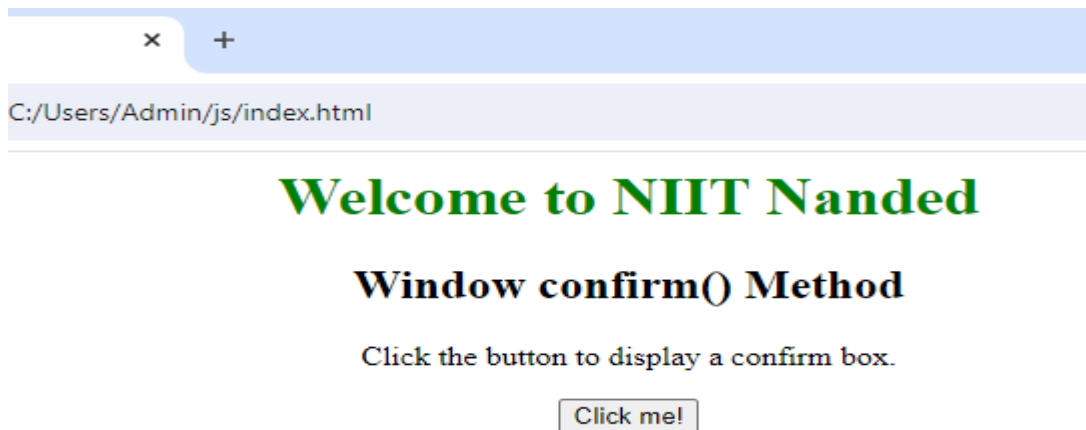 C:/Users/Admin/js/index.html
Welcome to NIIT Nanded
Window confirm() Method
Click the button to display a confirm box.
Click me!